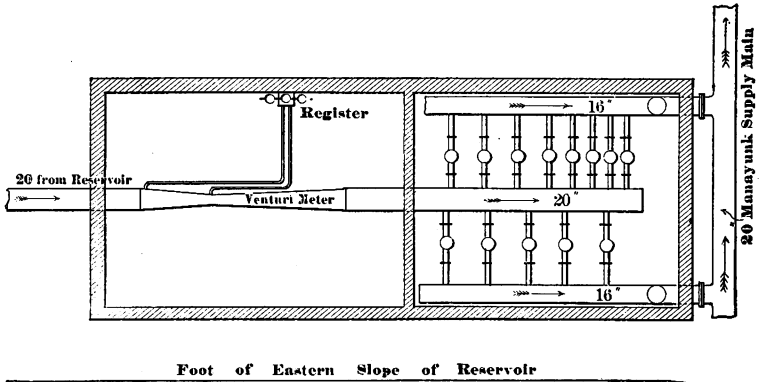 16"
Register
20 from Reservoir
Venturi Meter
20"
16"
20 Manayunk Supply Main
Foot of Eastern Slope of Reservoir